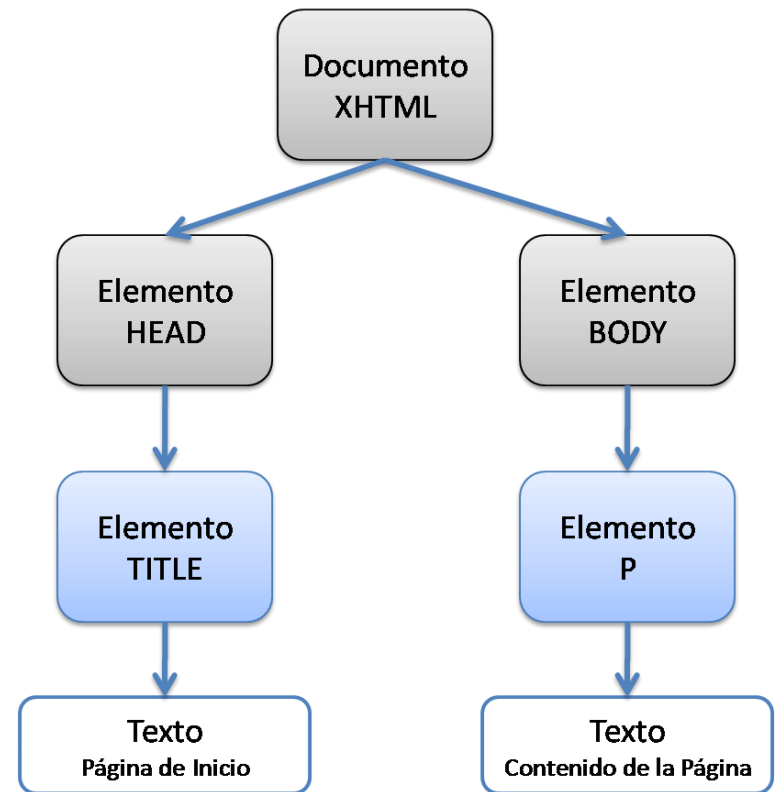 Documento
XHTML
Elemento
HEAD
Elemento
BODY
Elemento
TITLE
Elemento
P
Texto
Página de Inicio
Texto
Contenido de la Página